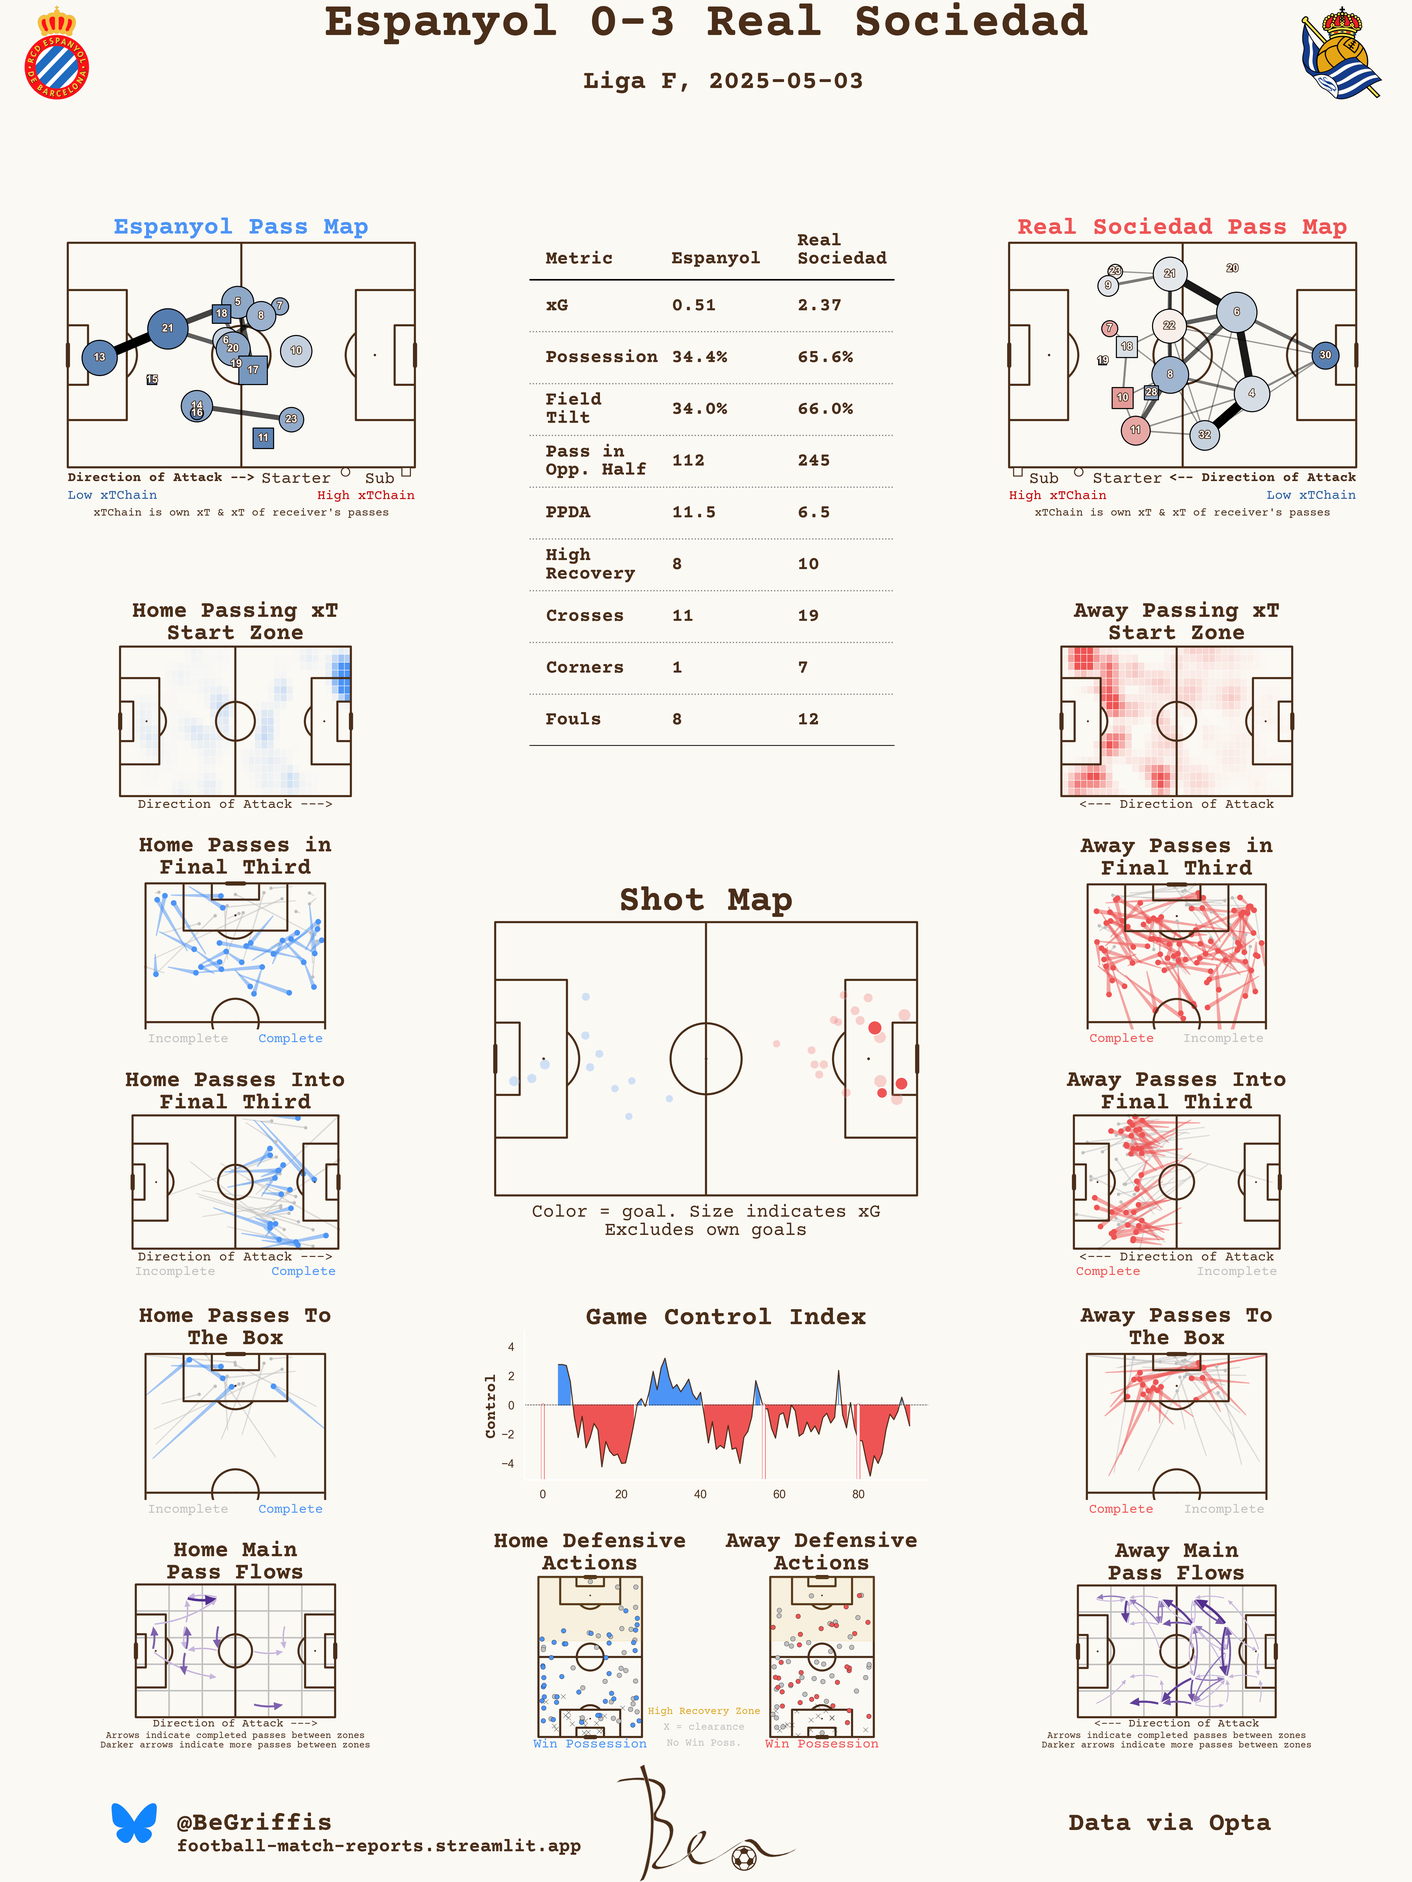 Espanyol 0-3 Real Sociedad
Liga F, 2025-05-03
RCD ESPANYOL
DE BARCELONA
Espanyol Pass Map
5
7
18
8
21
6
20
10
13
19
17
15
14
16
23
11
Direction of Attack --> Starter Sub
Low xTChain High xTChain
xTChain is own xT & xT of receiver's passes
Metric Espanyol Real Sociedad
xG 0.51 2.37
Possession 34.4% 65.6%
Field Tilt 34.0% 66.0%
Pass in Opp. Half 112 245
PPDA 11.5 6.5
High Recovery 8 10
Crosses 11 19
Corners 1 7
Fouls 8 12
Real Sociedad Pass Map
23
21
20
9
6
7
22
18
19
30
8
10
28
4
11
32
Sub Starter <-- Direction of Attack
High xTChain Low xTChain
xTChain is own xT & xT of receiver's passes
Home Passing xT
Start Zone
Direction of Attack --->
Away Passing xT
Start Zone
<--- Direction of Attack
Home Passes in
Final Third
Incomplete Complete
Away Passes in
Final Third
Complete Incomplete
Shot Map
Color = goal. Size indicates xG
Excludes own goals
Home Passes Into
Final Third
Direction of Attack --->
Incomplete Complete
Away Passes Into
Final Third
<--- Direction of Attack
Complete Incomplete
Home Passes To
The Box
Incomplete Complete
Game Control Index
Control
4
2
0
−2
−4
0 20 40 60 80
Away Passes To
The Box
Complete Incomplete
Home Main
Pass Flows
Direction of Attack --->
Arrows indicate completed passes between zones
Darker arrows indicate more passes between zones
Home Defensive
Actions
Win Possession
Away Defensive
Actions
Win Possession
High Recovery Zone
X = clearance
No Win Poss.
Away Main
Pass Flows
<--- Direction of Attack
Arrows indicate completed passes between zones
Darker arrows indicate more passes between zones
@BeGriffis
football-match-reports.streamlit.app
Ben
Data via Opta